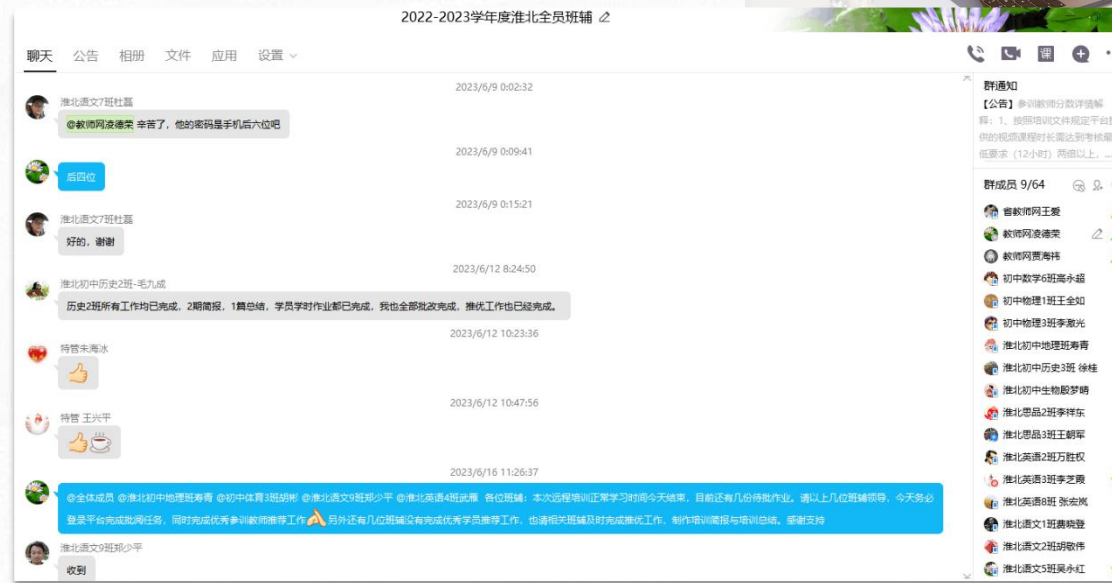 2022-2023学年度淮北全员班辅
聊天 公告 相册 文件 应用 设置
2023/6/9 0:02:32
淮北语文7班杜磊
@教师网凌德荣 辛苦了，他的密码是手机后六位吧
2023/6/9 0:09:41
后四位
2023/6/9 0:15:21
淮北语文7班杜磊
好的，谢谢
2023/6/12 8:24:50
淮北初中历史2班-毛九成
历史2班所有工作均已完成，2期简报，1篇总结，学员学时作业都已完成，我也全部批改完成，推优工作也已经完成。
2023/6/12 10:23:36
特管朱海冰
2023/6/12 10:47:56
特管 王兴平
2023/6/16 11:26:37
@全体成员 @淮北初中地理班寿青 @初中体育3班胡彬 @淮北语文9班郑少平 @淮北英语4班武雁 各位班辅：本次远程培训正常学习时间今天结束，目前还有几份待批作业。请以上几位班辅领导，今天务必
登录平台完成批阅任务，同时完成优秀参训教师推荐工作 另外还有几位班辅没有完成优秀学员推荐工作，也请相关班辅及时完成推优工作、制作培训简报与培训总结。感谢支持
淮北语文9班郑少平
收到
课
群通知
【公告】参训教师分数详情解
释：1、按照培训文件规定平台提
供的视频课程时长需达到考核最
低要求（12小时）两倍以上，...
群成员 9/64
省教师网王爱
教师网凌德荣
教师网贾海祎
初中数学6班高永超
初中物理1班王全如
初中物理3班李激光
淮北初中地理班寿青
淮北初中历史3班 徐桂
淮北初中生物殷梦晴
淮北思品2班李祥东
淮北思品3班王朝军
淮北英语2班万胜权
淮北英语3班李芝霞
淮北英语8班 张宏岚
淮北语文1班龚晓登
淮北语文2班胡敬伟
淮北语文5班吴永红